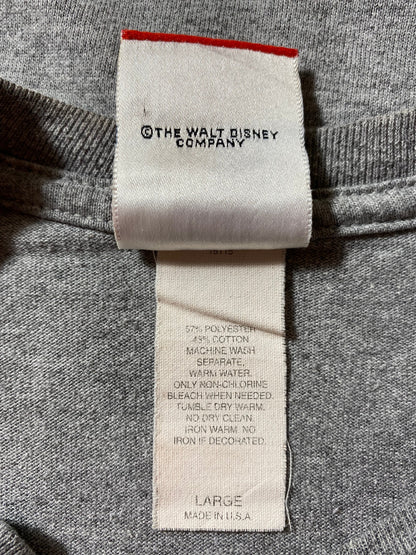 ©THE WALT DISNEY
COMPANY
57% POLYESTER
43% COTTON
MACHINE WASH
SEPARATE,
WARM WATER.
ONLY NON-CHLORINE
BLEACH WHEN NEEDED.
TUMBLE DRY WARM.
NO DRY CLEAN.
IRON WARM. NO
IRON IF DECORATED.
LARGE
MADE IN U.S.A.